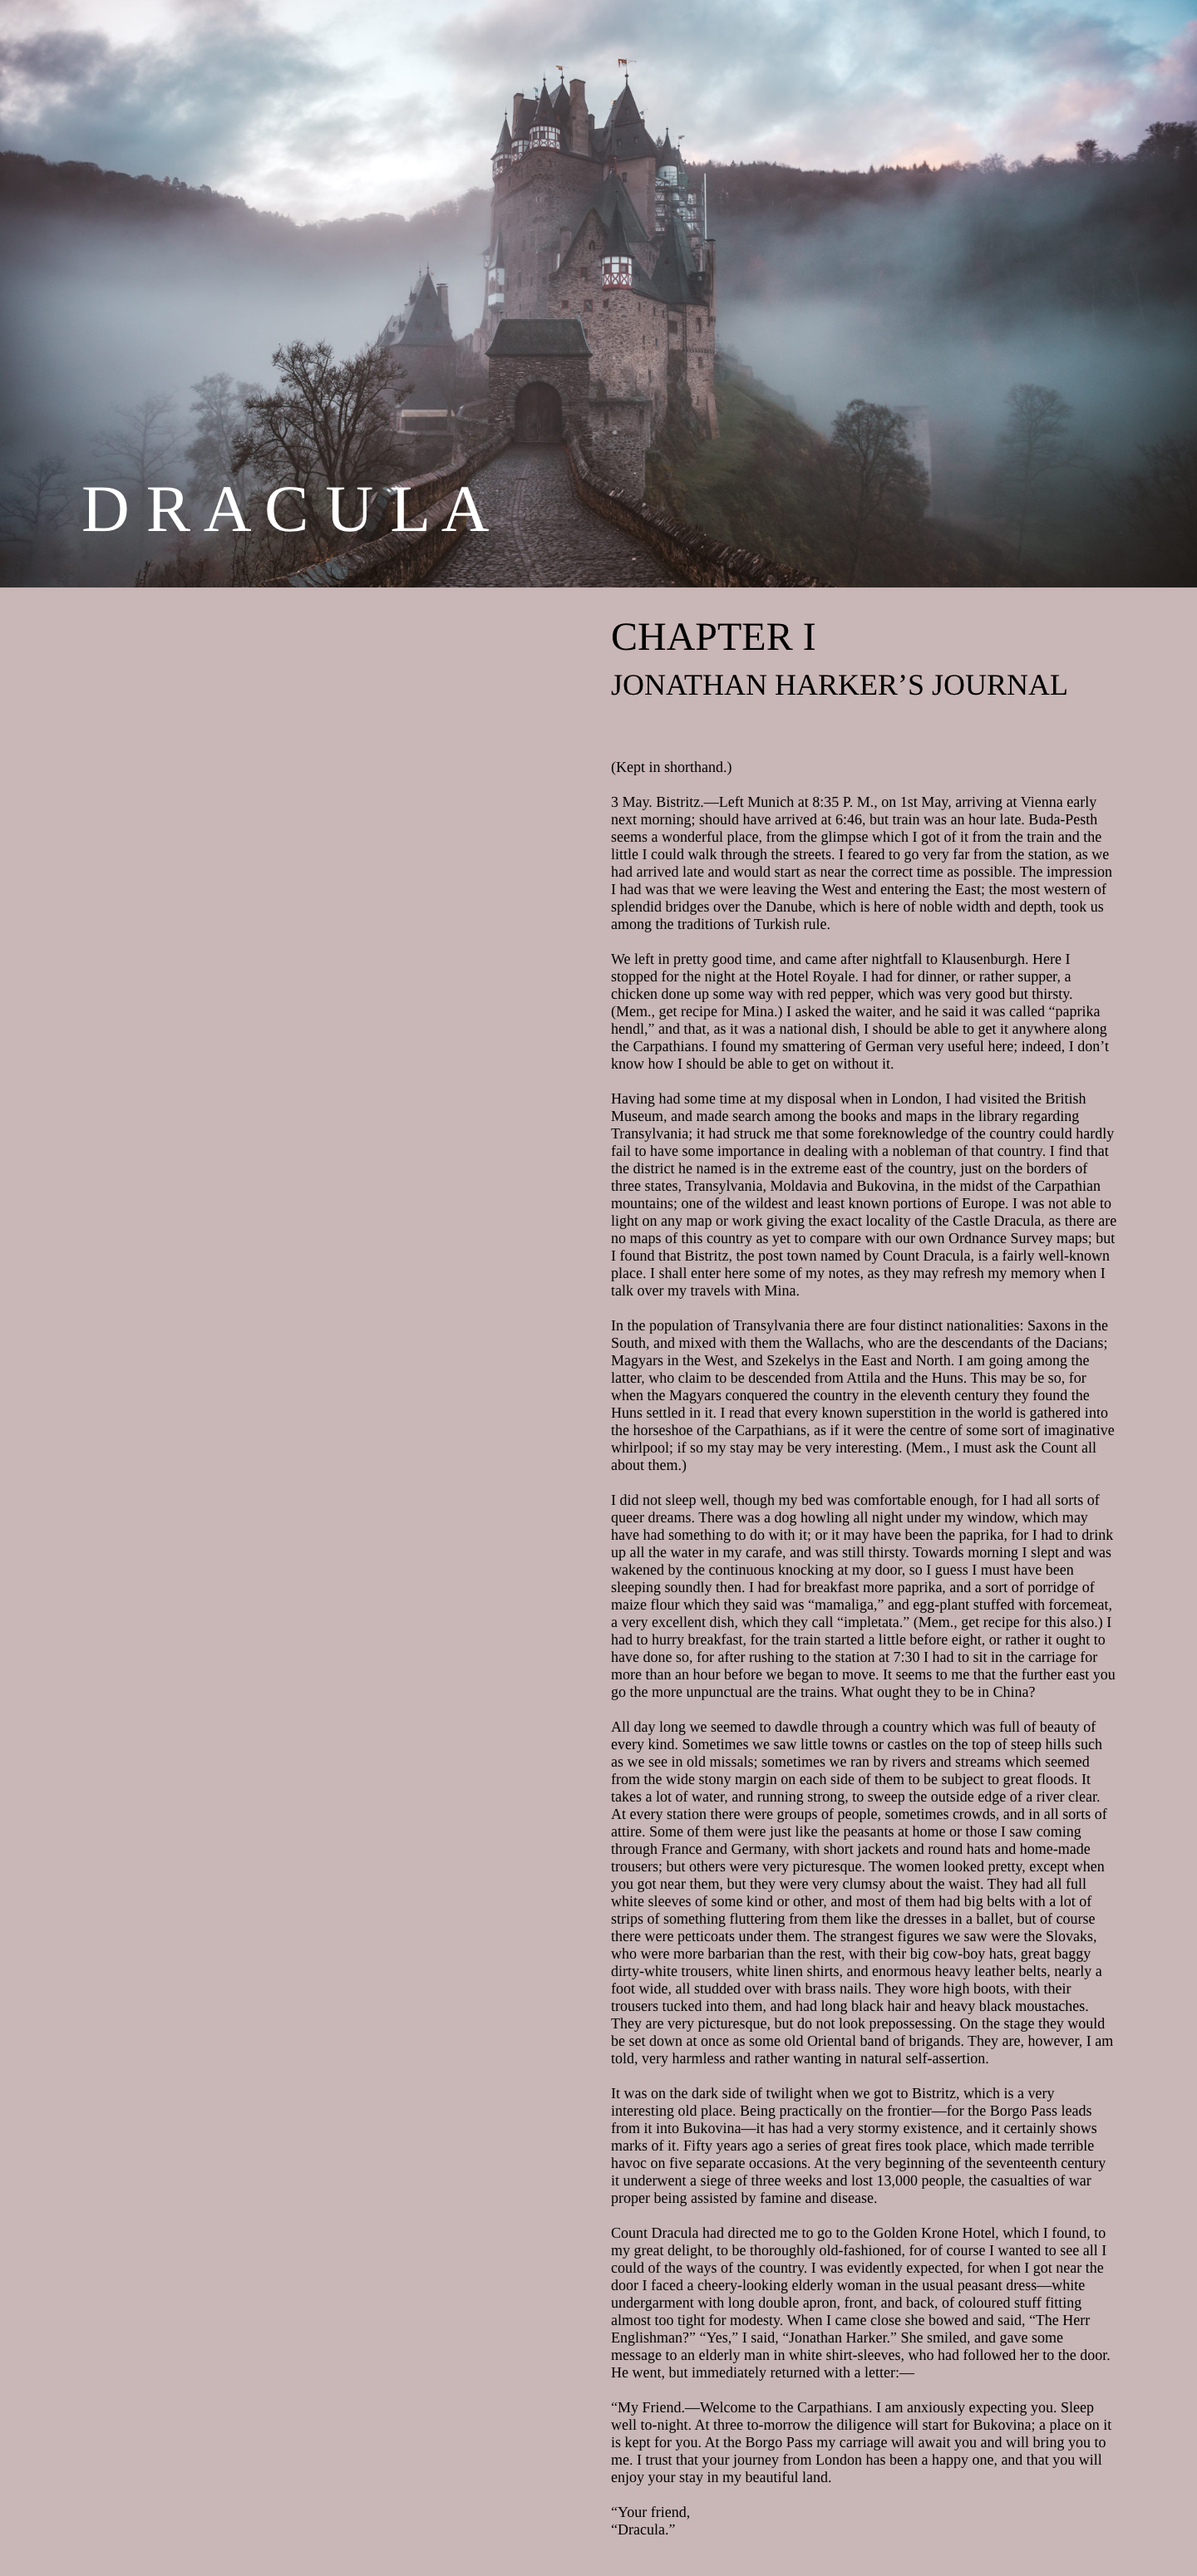 DRACULA
CHAPTER I
JONATHAN HARKER’S JOURNAL
(Kept in shorthand.)
3 May. Bistritz.—Left Munich at 8:35 P. M., on 1st May, arriving at Vienna early
next morning; should have arrived at 6:46, but train was an hour late. Buda-Pesth
seems a wonderful place, from the glimpse which I got of it from the train and the
little I could walk through the streets. I feared to go very far from the station, as we
had arrived late and would start as near the correct time as possible. The impression
I had was that we were leaving the West and entering the East; the most western of
splendid bridges over the Danube, which is here of noble width and depth, took us
among the traditions of Turkish rule.
We left in pretty good time, and came after nightfall to Klausenburgh. Here I
stopped for the night at the Hotel Royale. I had for dinner, or rather supper, a
chicken done up some way with red pepper, which was very good but thirsty.
(Mem., get recipe for Mina.) I asked the waiter, and he said it was called “paprika
hendl,” and that, as it was a national dish, I should be able to get it anywhere along
the Carpathians. I found my smattering of German very useful here; indeed, I don’t
know how I should be able to get on without it.
Having had some time at my disposal when in London, I had visited the British
Museum, and made search among the books and maps in the library regarding
Transylvania; it had struck me that some foreknowledge of the country could hardly
fail to have some importance in dealing with a nobleman of that country. I find that
the district he named is in the extreme east of the country, just on the borders of
three states, Transylvania, Moldavia and Bukovina, in the midst of the Carpathian
mountains; one of the wildest and least known portions of Europe. I was not able to
light on any map or work giving the exact locality of the Castle Dracula, as there are
no maps of this country as yet to compare with our own Ordnance Survey maps; but
I found that Bistritz, the post town named by Count Dracula, is a fairly well-known
place. I shall enter here some of my notes, as they may refresh my memory when I
talk over my travels with Mina.
In the population of Transylvania there are four distinct nationalities: Saxons in the
South, and mixed with them the Wallachs, who are the descendants of the Dacians;
Magyars in the West, and Szekelys in the East and North. I am going among the
latter, who claim to be descended from Attila and the Huns. This may be so, for
when the Magyars conquered the country in the eleventh century they found the
Huns settled in it. I read that every known superstition in the world is gathered into
the horseshoe of the Carpathians, as if it were the centre of some sort of imaginative
whirlpool; if so my stay may be very interesting. (Mem., I must ask the Count all
about them.)
I did not sleep well, though my bed was comfortable enough, for I had all sorts of
queer dreams. There was a dog howling all night under my window, which may
have had something to do with it; or it may have been the paprika, for I had to drink
up all the water in my carafe, and was still thirsty. Towards morning I slept and was
wakened by the continuous knocking at my door, so I guess I must have been
sleeping soundly then. I had for breakfast more paprika, and a sort of porridge of
maize flour which they said was “mamaliga,” and egg-plant stuffed with forcemeat,
a very excellent dish, which they call “impletata.” (Mem., get recipe for this also.) I
had to hurry breakfast, for the train started a little before eight, or rather it ought to
have done so, for after rushing to the station at 7:30 I had to sit in the carriage for
more than an hour before we began to move. It seems to me that the further east you
go the more unpunctual are the trains. What ought they to be in China?
All day long we seemed to dawdle through a country which was full of beauty of
every kind. Sometimes we saw little towns or castles on the top of steep hills such
as we see in old missals; sometimes we ran by rivers and streams which seemed
from the wide stony margin on each side of them to be subject to great floods. It
takes a lot of water, and running strong, to sweep the outside edge of a river clear.
At every station there were groups of people, sometimes crowds, and in all sorts of
attire. Some of them were just like the peasants at home or those I saw coming
through France and Germany, with short jackets and round hats and home-made
trousers; but others were very picturesque. The women looked pretty, except when
you got near them, but they were very clumsy about the waist. They had all full
white sleeves of some kind or other, and most of them had big belts with a lot of
strips of something fluttering from them like the dresses in a ballet, but of course
there were petticoats under them. The strangest figures we saw were the Slovaks,
who were more barbarian than the rest, with their big cow-boy hats, great baggy
dirty-white trousers, white linen shirts, and enormous heavy leather belts, nearly a
foot wide, all studded over with brass nails. They wore high boots, with their
trousers tucked into them, and had long black hair and heavy black moustaches.
They are very picturesque, but do not look prepossessing. On the stage they would
be set down at once as some old Oriental band of brigands. They are, however, I am
told, very harmless and rather wanting in natural self-assertion.
It was on the dark side of twilight when we got to Bistritz, which is a very
interesting old place. Being practically on the frontier—for the Borgo Pass leads
from it into Bukovina—it has had a very stormy existence, and it certainly shows
marks of it. Fifty years ago a series of great fires took place, which made terrible
havoc on five separate occasions. At the very beginning of the seventeenth century
it underwent a siege of three weeks and lost 13,000 people, the casualties of war
proper being assisted by famine and disease.
Count Dracula had directed me to go to the Golden Krone Hotel, which I found, to
my great delight, to be thoroughly old-fashioned, for of course I wanted to see all I
could of the ways of the country. I was evidently expected, for when I got near the
door I faced a cheery-looking elderly woman in the usual peasant dress—white
undergarment with long double apron, front, and back, of coloured stuff fitting
almost too tight for modesty. When I came close she bowed and said, “The Herr
Englishman?” “Yes,” I said, “Jonathan Harker.” She smiled, and gave some
message to an elderly man in white shirt-sleeves, who had followed her to the door.
He went, but immediately returned with a letter:—
“My Friend.—Welcome to the Carpathians. I am anxiously expecting you. Sleep
well to-night. At three to-morrow the diligence will start for Bukovina; a place on it
is kept for you. At the Borgo Pass my carriage will await you and will bring you to
me. I trust that your journey from London has been a happy one, and that you will
enjoy your stay in my beautiful land.
“Your friend,
“Dracula.”